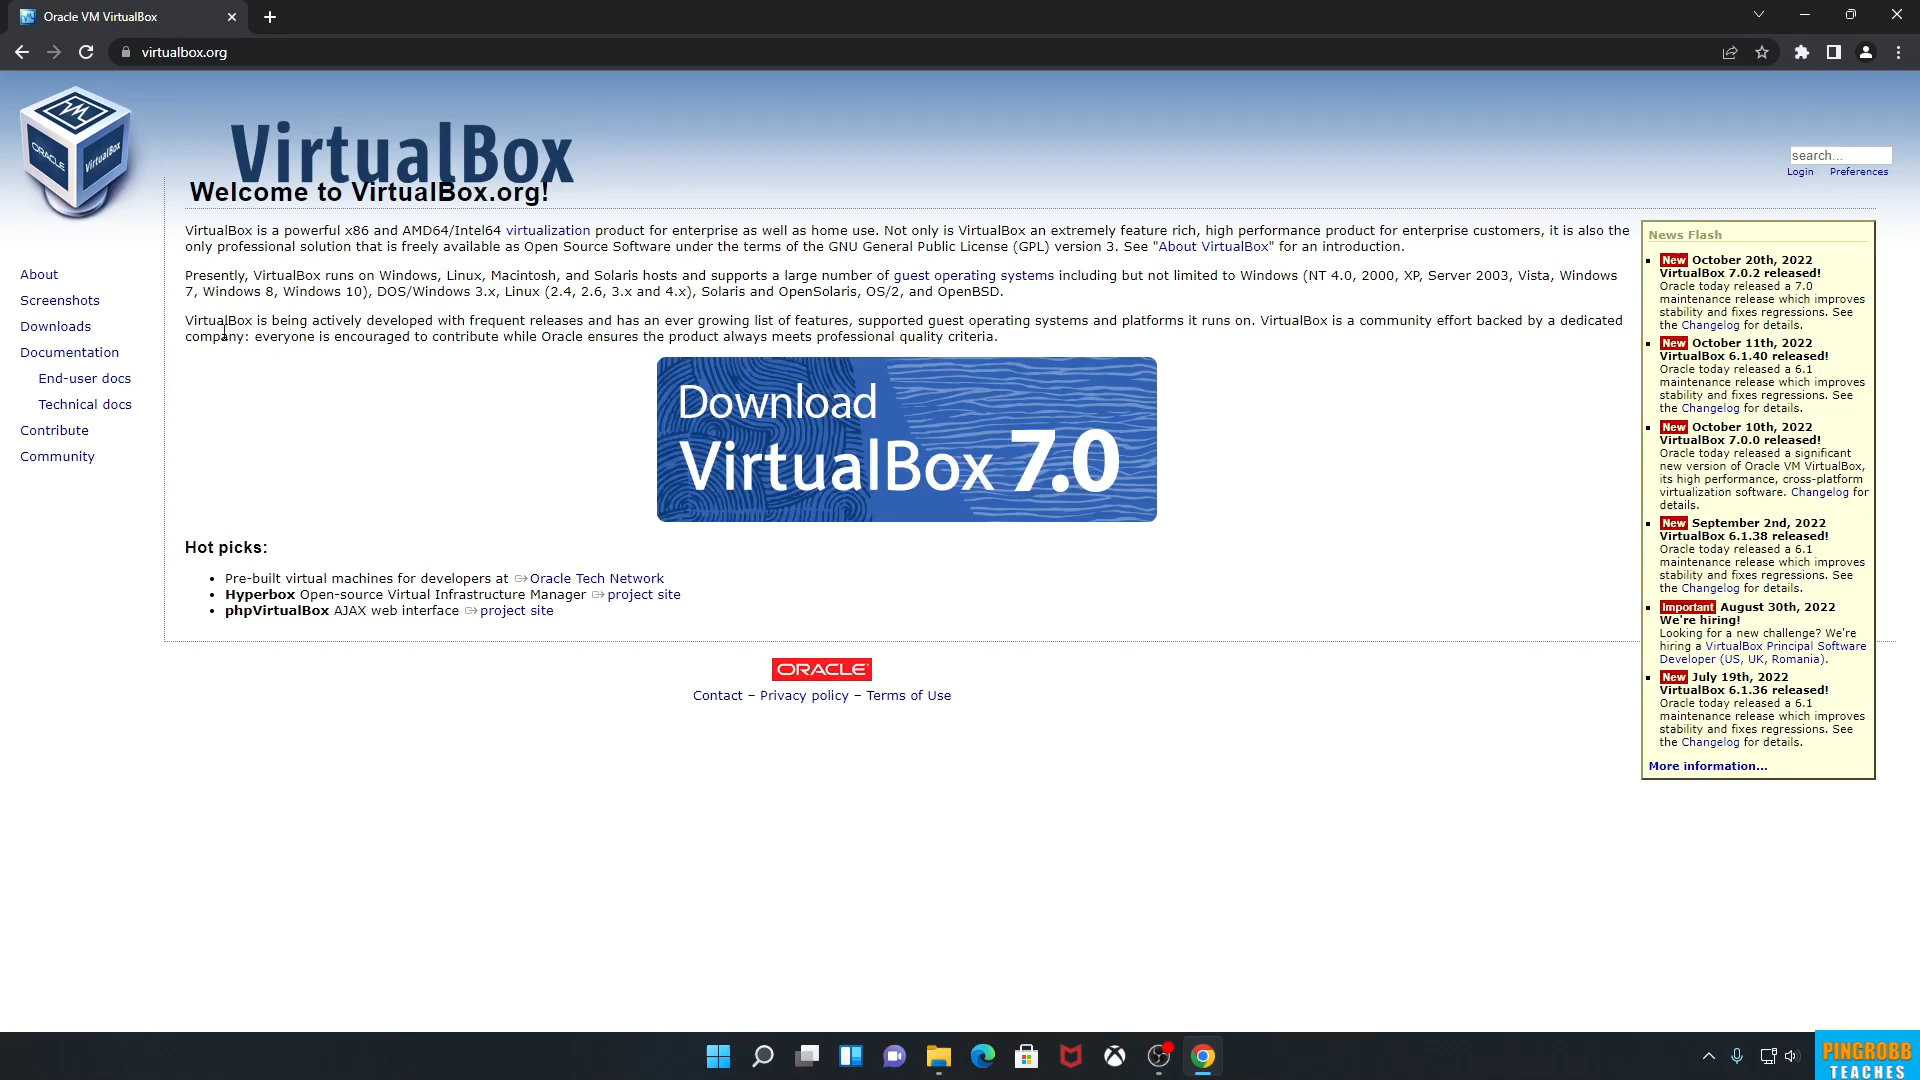 Oracle VM VirtualBox
virtualbox.org
ORACLE
VirtualBox
VirtualBox
search...
Login Preferences
Welcome to VirtualBox.org!
About
Screenshots
Downloads
Documentation
End-user docs
Technical docs
Contribute
Community
VirtualBox is a powerful x86 and AMD64/Intel64 virtualization product for enterprise as well as home use. Not only is VirtualBox an extremely feature rich, high performance product for enterprise customers, it is also the
only professional solution that is freely available as Open Source Software under the terms of the GNU General Public License (GPL) version 3. See "About VirtualBox" for an introduction.
Presently, VirtualBox runs on Windows, Linux, Macintosh, and Solaris hosts and supports a large number of guest operating systems including but not limited to Windows (NT 4.0, 2000, XP, Server 2003, Vista, Windows
7, Windows 8, Windows 10), DOS/Windows 3.x, Linux (2.4, 2.6, 3.x and 4.x), Solaris and OpenSolaris, OS/2, and OpenBSD.
VirtualBox is being actively developed with frequent releases and has an ever growing list of features, supported guest operating systems and platforms it runs on. VirtualBox is a community effort backed by a dedicated
company: everyone is encouraged to contribute while Oracle ensures the product always meets professional quality criteria.
Download
VirtualBox 7.0
Hot picks:
Pre-built virtual machines for developers at Oracle Tech Network
Hyperbox Open-source Virtual Infrastructure Manager project site
phpVirtualBox AJAX web interface project site
ORACLE
Contact – Privacy policy – Terms of Use
News Flash
New October 20th, 2022
VirtualBox 7.0.2 released!
Oracle today released a 7.0
maintenance release which improves
stability and fixes regressions. See
the Changelog for details.
New October 11th, 2022
VirtualBox 6.1.40 released!
Oracle today released a 6.1
maintenance release which improves
stability and fixes regressions. See
the Changelog for details.
New October 10th, 2022
VirtualBox 7.0.0 released!
Oracle today released a significant
new version of Oracle VM VirtualBox,
its high performance, cross-platform
virtualization software. Changelog for
details.
New September 2nd, 2022
VirtualBox 6.1.38 released!
Oracle today released a 6.1
maintenance release which improves
stability and fixes regressions. See
the Changelog for details.
Important August 30th, 2022
We're hiring!
Looking for a new challenge? We're
hiring a VirtualBox Principal Software
Developer (US, UK, Romania).
New July 19th, 2022
VirtualBox 6.1.36 released!
Oracle today released a 6.1
maintenance release which improves
stability and fixes regressions. See
the Changelog for details.
More information...
PINGROBB
TEACHES